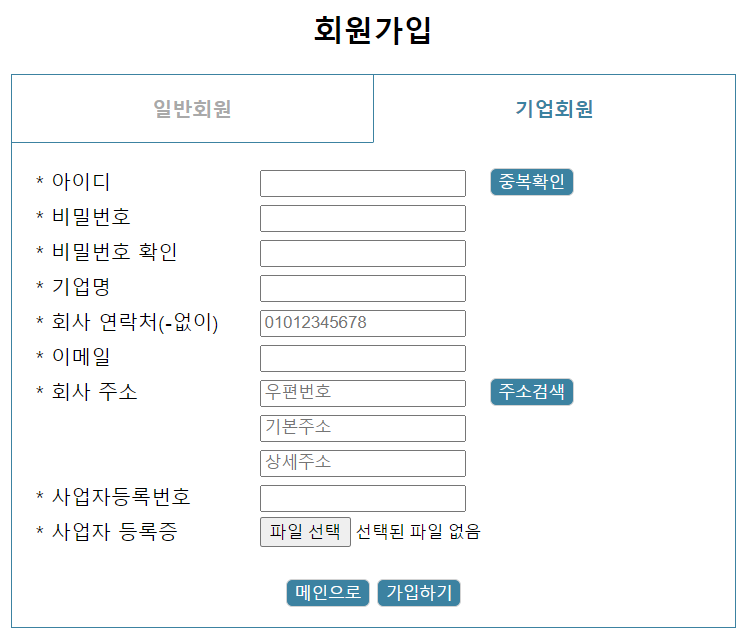 회원가입
일반회원 기업회원
* 아이디 중복확인
* 비밀번호
* 비밀번호 확인
* 기업명
* 회사 연락처(-없이) 01012345678
* 이메일
* 회사 주소 우편번호 주소검색
기본주소
상세주소
* 사업자등록번호
* 사업자 등록증 파일 선택 선택된 파일 없음
메인으로 가입하기